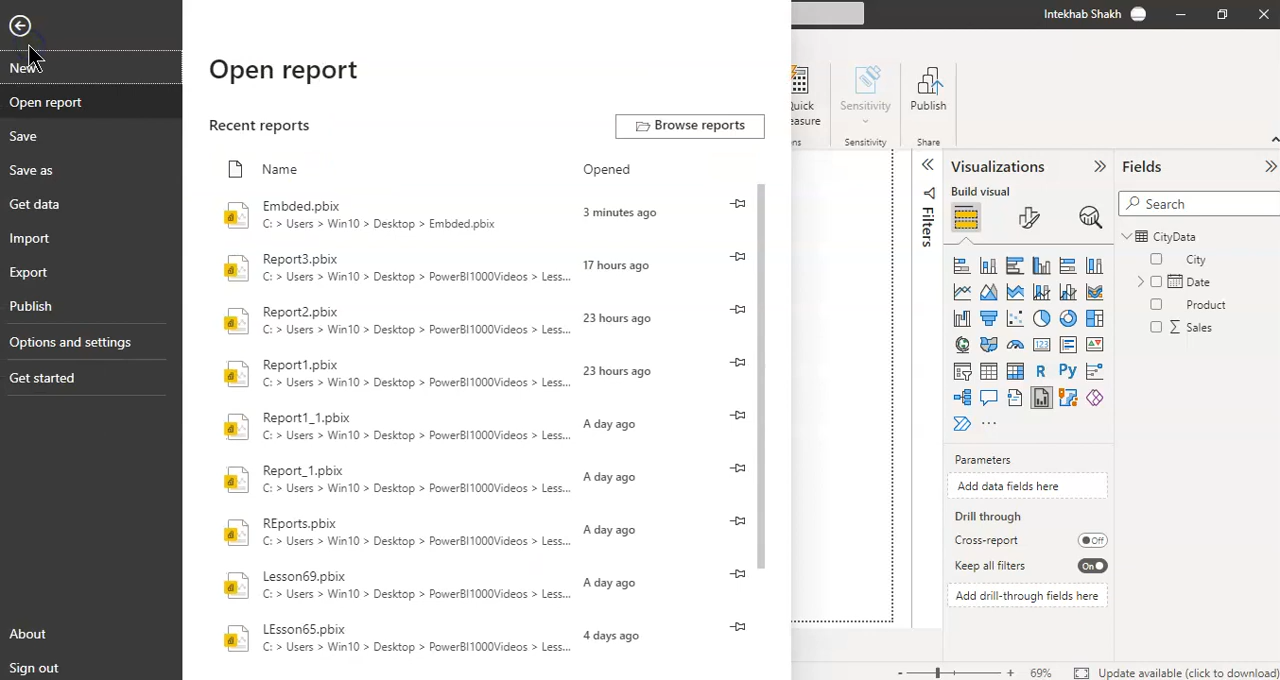 Intekhab Shakh
New
Open report
Save
Save as
Get data
Import
Export
Publish
Options and settings
Get started
About
Sign out
Open report
Recent reports
Browse reports
Name
Opened
Embded.pbix
C: > Users > Win10 > Desktop > Embded.pbix
3 minutes ago
Report3.pbix
C: > Users > Win10 > Desktop > PowerBI1000Videos > Less...
17 hours ago
Report2.pbix
C: > Users > Win10 > Desktop > PowerBI1000Videos > Less...
23 hours ago
Report1.pbix
C: > Users > Win10 > Desktop > PowerBI1000Videos > Less...
23 hours ago
Report1_1.pbix
C: > Users > Win10 > Desktop > PowerBI1000Videos > Less...
A day ago
Report_1.pbix
C: > Users > Win10 > Desktop > PowerBI1000Videos > Less...
A day ago
REports.pbix
C: > Users > Win10 > Desktop > PowerBI1000Videos > Less...
A day ago
Lesson69.pbix
C: > Users > Win10 > Desktop > PowerBI1000Videos > Less...
A day ago
LEsson65.pbix
C: > Users > Win10 > Desktop > PowerBI1000Videos > Less...
4 days ago
uick
easure
ns
Sensitivity
Sensitivity
Publish
Share
Filters
Visualizations
Build visual
123
R
Py
Parameters
Add data fields here
Drill through
Cross-report
Off
Keep all filters
On
Add drill-through fields here
Fields
Search
CityData
City
Date
Product
Σ Sales
- + 69%
Update available (click to download)